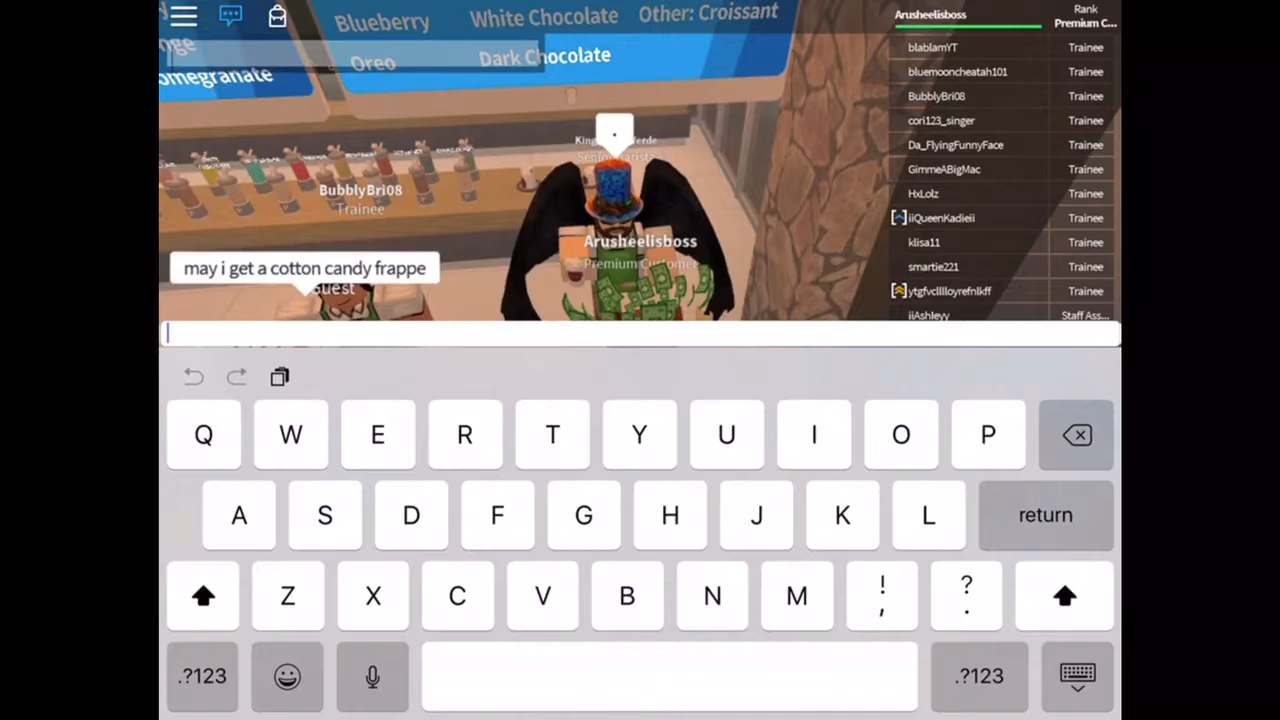 Blueberry
White Chocolate
Other: Croissant
Oreo
Dark Chocolate
Arusheelisboss
Rank
Premium C...
blablamYT
Trainee
bluemooncheatah101
Trainee
BubblyBri08
Trainee
cori123_singer
Trainee
Da_FlyingFunnyFace
Trainee
GimmeABigMac
Trainee
HxLolz
Trainee
iiQueenKadieii
Trainee
klisa11
Trainee
smartie221
Trainee
ytgfvclllloyrefnlkff
Trainee
iiAshleyy
Staff Ass...
.
BubblyBri08
Trainee
Arusheelisboss
Premium Customer
may i get a cotton candy frappe
Guest
Q W E R T Y U I O P
A S D F G H J K L return
Z X C V B N M ! , ? .
.?123 .?123